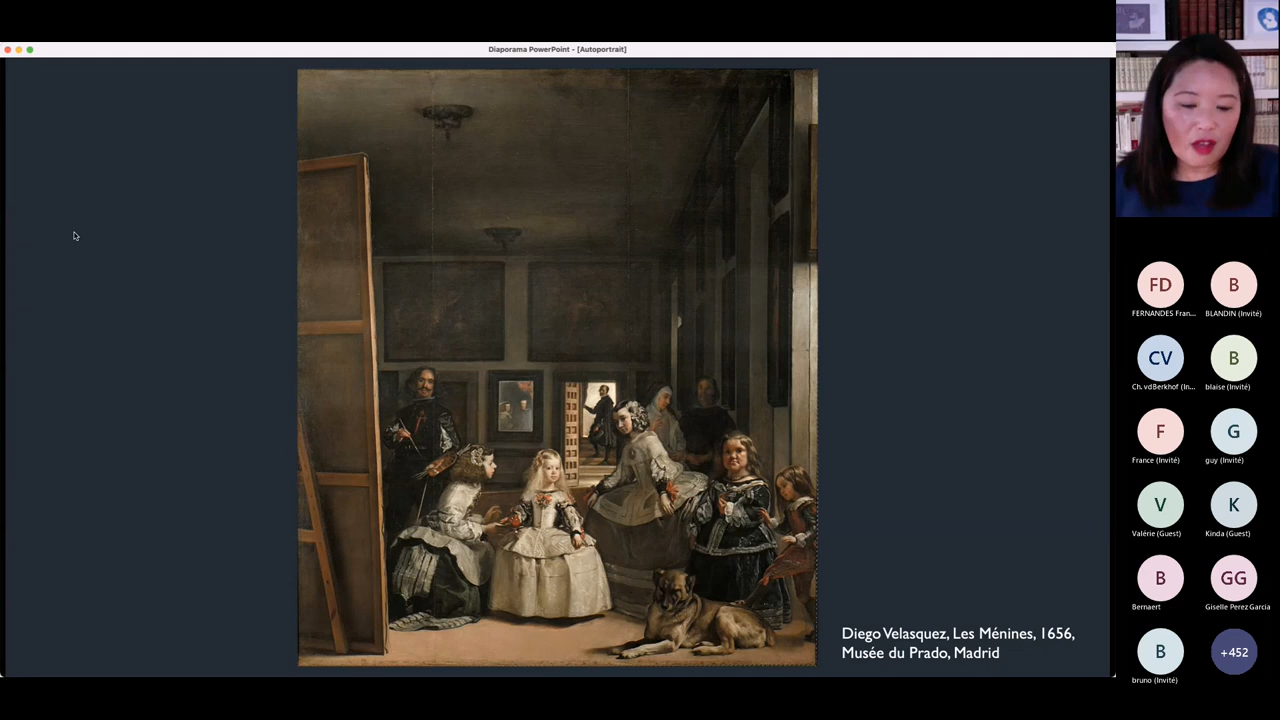 Diaporama PowerPoint - [Autoportrait]
Diego Velasquez, Les Ménines, 1656,
Musée du Prado, Madrid
FD
B
FERNANDES Fran...
BLANDIN (Invité)
CV
B
Ch. vdBerkhof (In...
blaise (Invité)
F
G
France (Invité)
guy (Invité)
V
K
Valérie (Guest)
Kinda (Guest)
B
GG
Bernaert
Giselle Perez Garcia
B
+452
bruno (Invité)